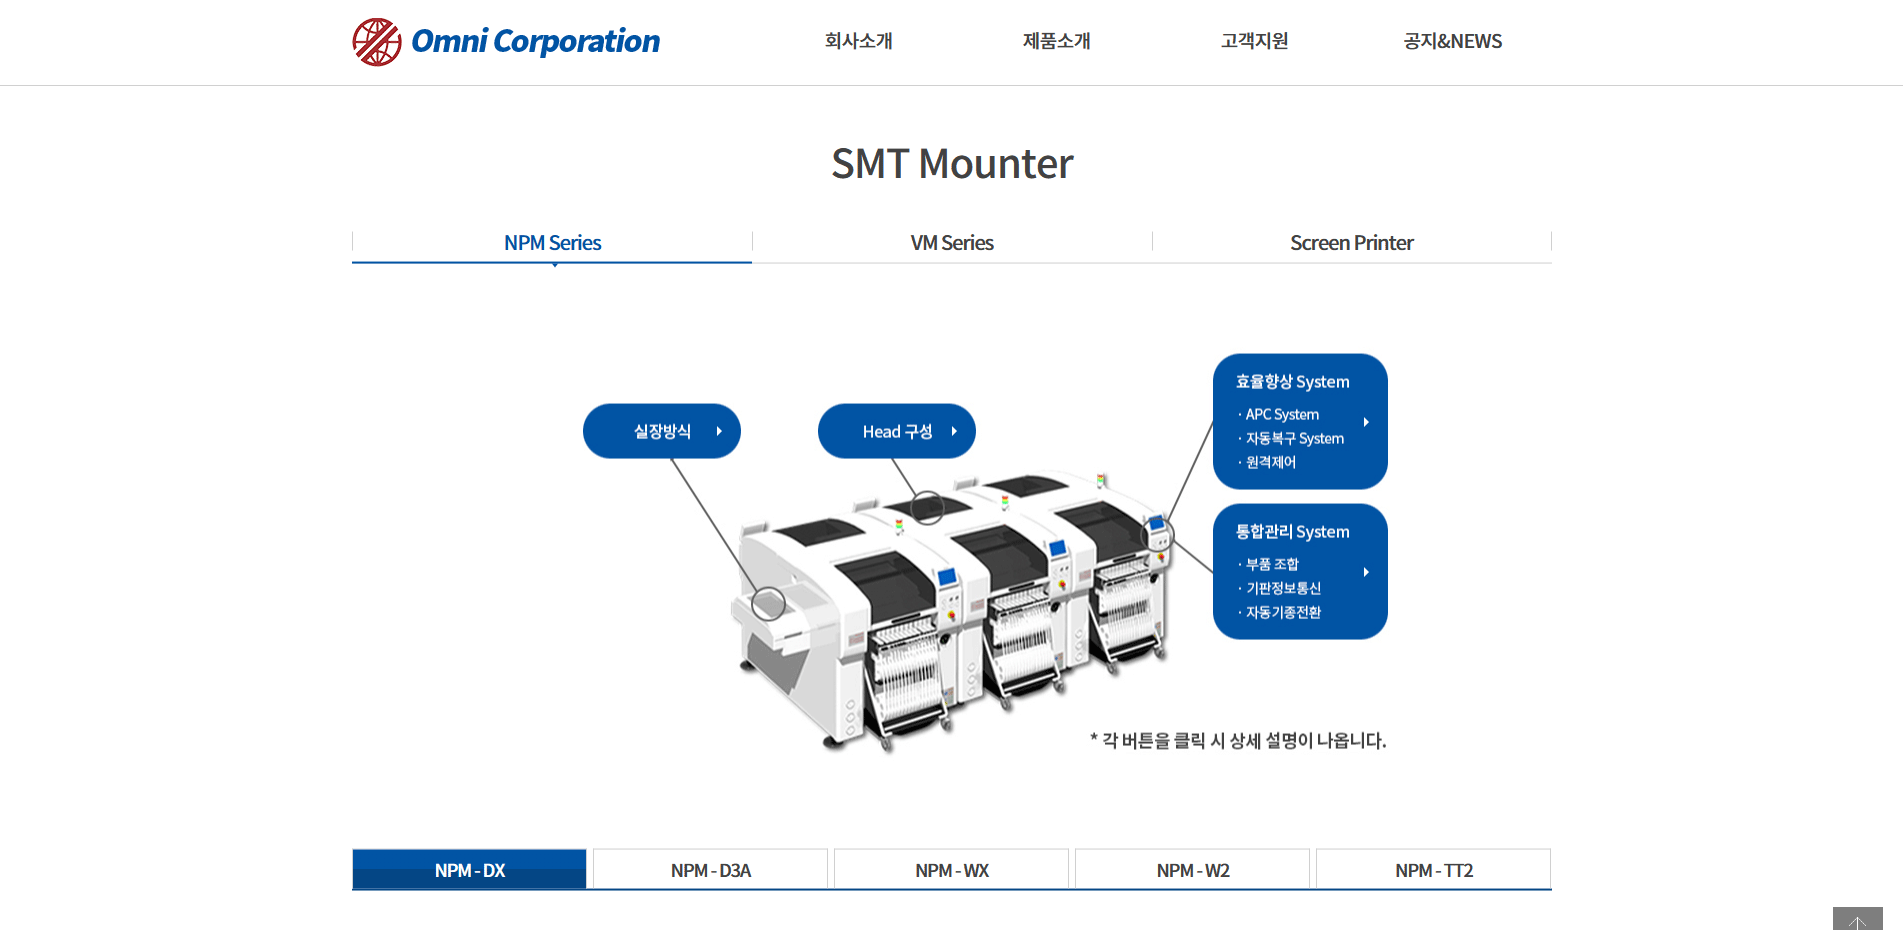 Omni Corporation
회사소개
제품소개
고객지원
공지&NEWS
SMT Mounter
NPM Series
VM Series
Screen Printer
실장방식
Head 구성
효율향상 System
· APC System
· 자동복구 System
· 원격제어
통합관리 System
· 부품 조합
· 기판정보통신
· 자동기종전환
* 각 버튼을 클릭 시 상세 설명이 나옵니다.
NPM - DX
NPM - D3A
NPM - WX
NPM - W2
NPM - TT2